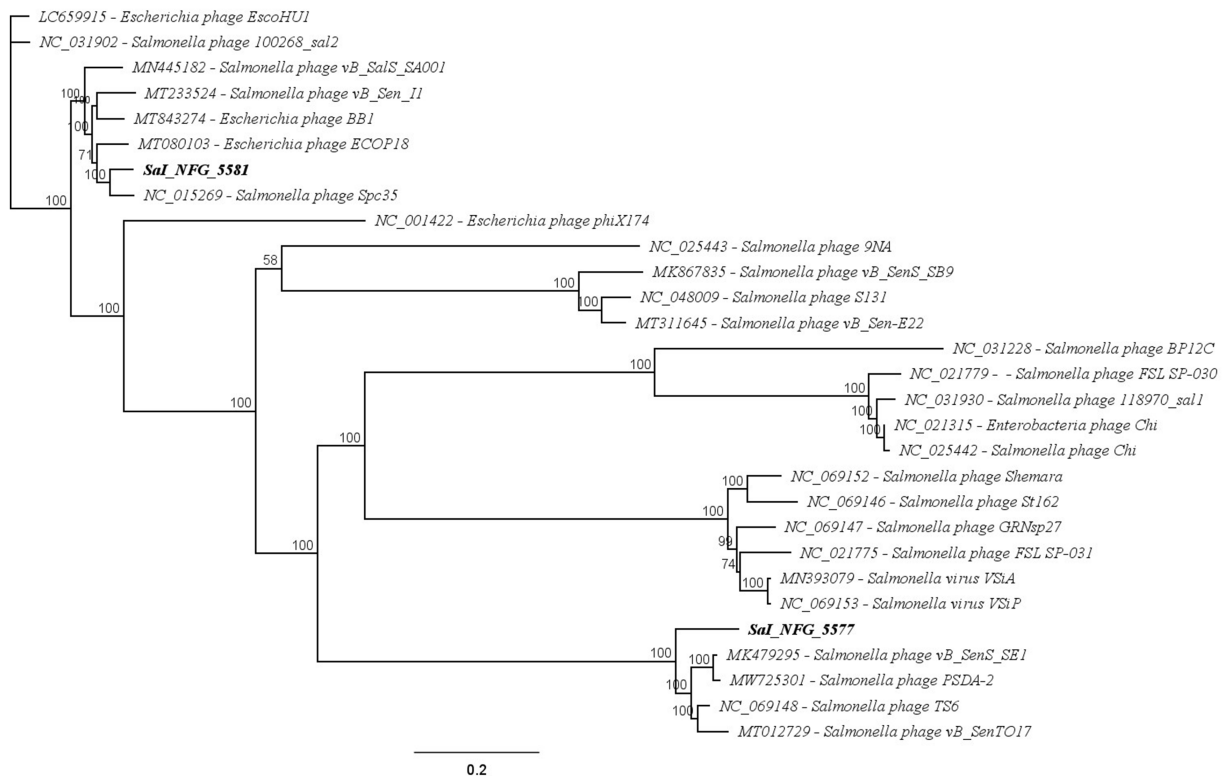 LC659915 - Escherichia phage EscoHU1
NC_031902 - Salmonella phage 100268_sal2
MN445182 - Salmonella phage vB_SalS_SA001
100
100
MT233524 - Salmonella phage vB_Sen_I1
MT843274 - Escherichia phage BB1
100
MT080103 - Escherichia phage ECOP18
71
SaI_NFG_5581
100
NC_015269 - Salmonella phage Spc35
100
NC_001422 - Escherichia phage phiX174
NC_025443 - Salmonella phage 9NA
58
MK867835 - Salmonella phage vB_SenS_SB9
100
NC_048009 - Salmonella phage S131
100
100
MT311645 - Salmonella phage vB_Sen-E22
NC_031228 - Salmonella phage BP12C
100
NC_021779 - - Salmonella phage FSL SP-030
100
NC_031930 - Salmonella phage 118970_sal1
100
100
NC_021315 - Enterobacteria phage Chi
100
100
NC_025442 - Salmonella phage Chi
NC_069152 - Salmonella phage Shemara
100
NC_069146 - Salmonella phage St162
100
NC_069147 - Salmonella phage GRNsp27
99
100
NC_021775 - Salmonella phage FSL SP-031
74
MN393079 - Salmonella virus VSiA
100
NC_069153 - Salmonella virus VSiP
SaI_NFG_5577
100
MK479295 - Salmonella phage vB_SenS_SE1
100
MW725301 - Salmonella phage PSDA-2
100
NC_069148 - Salmonella phage TS6
100
MT012729 - Salmonella phage vB_SenTO17
0.2